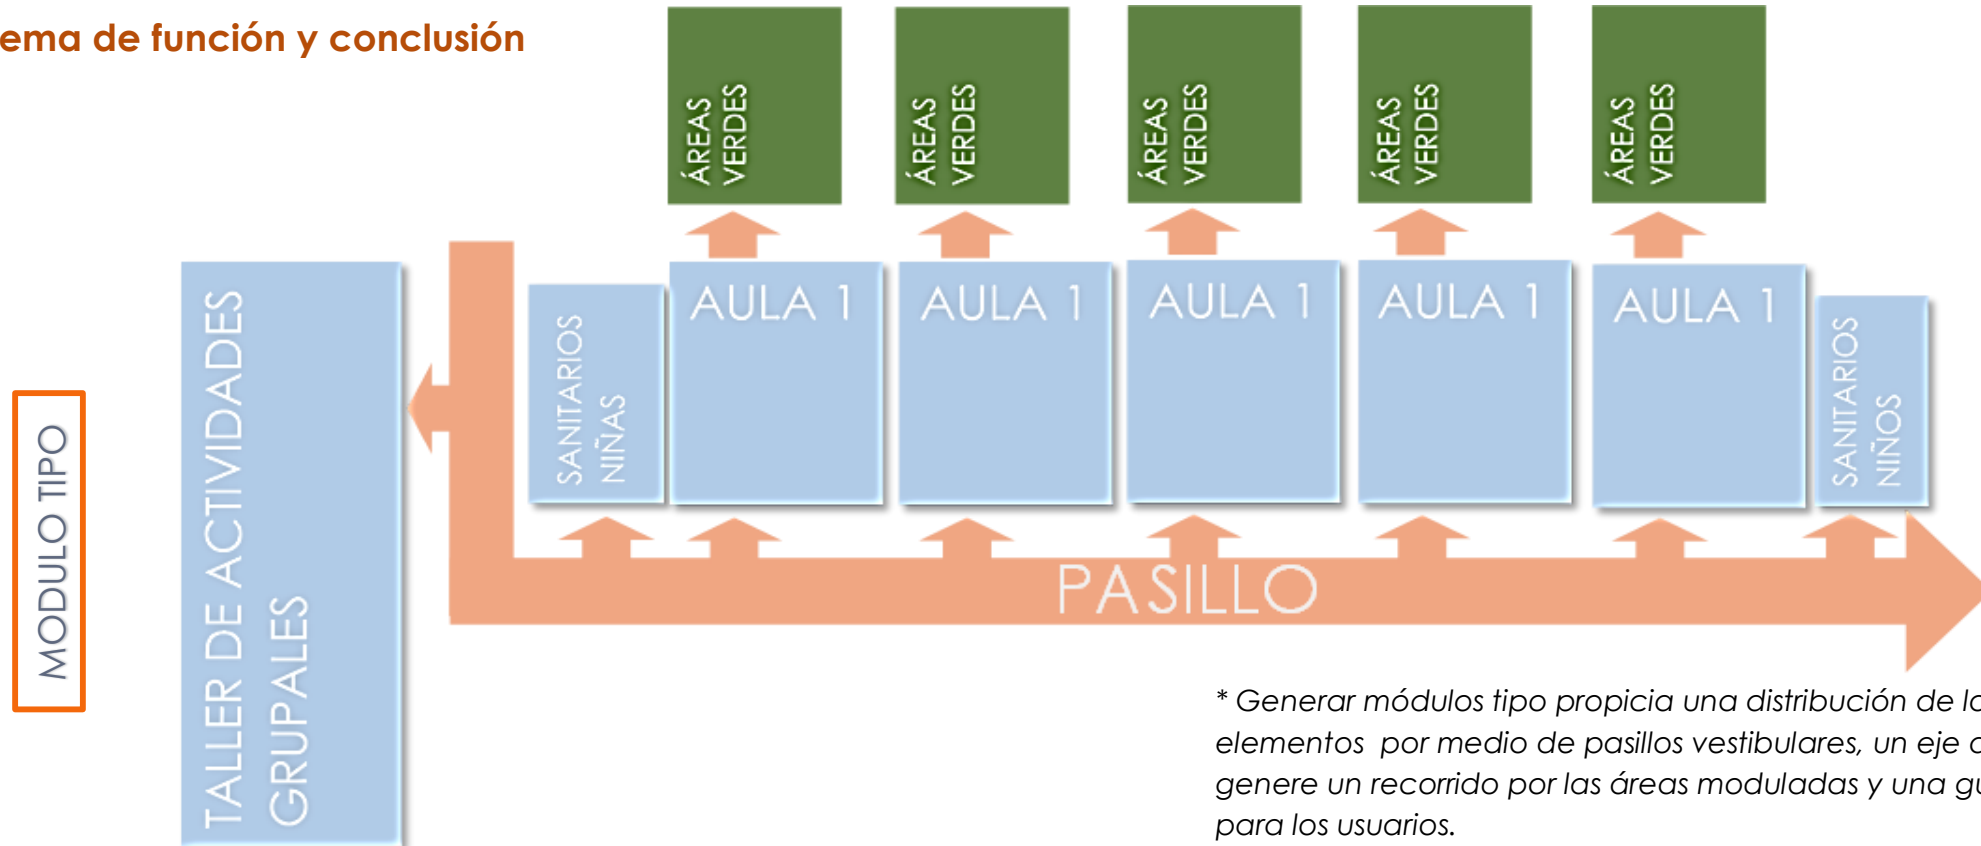 ema de función y conclusión
ÁREAS
VERDES
ÁREAS
VERDES
ÁREAS
VERDES
ÁREAS
VERDES
ÁREAS
VERDES
MODULO TIPO
TALLER DE ACTIVIDADES
GRUPALES
SANITARIOS
NIÑAS
AULA 1
AULA 1
AULA 1
AULA 1
AULA 1
SANITARIOS
NIÑOS
PASILLO
* Generar módulos tipo propicia una distribución de
elementos por medio de pasillos vestibulares, un eje
genere un recorrido por las áreas moduladas y una
para los usuarios.